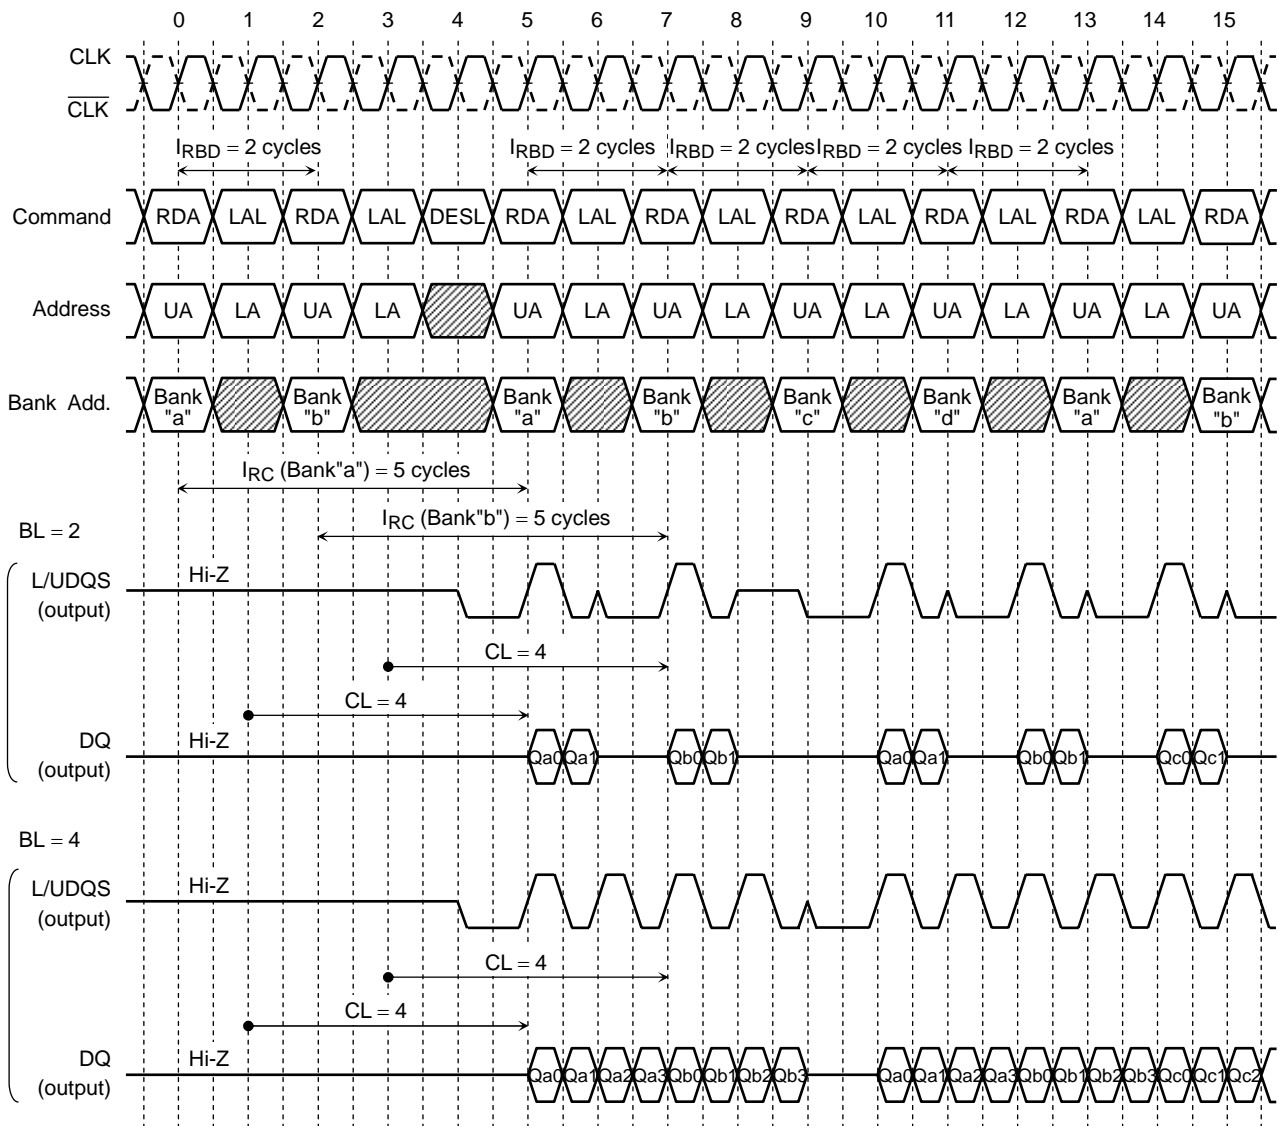 0 1 2 3 4 5 6 7 8 9 10 11 12 13 14 15
CLK
CLK
IRBD = 2 cycles IRBD = 2 cycles IRBD = 2 cycles IRBD = 2 cycles IRBD = 2 cycles
Command RDA LAL RDA LAL DESL RDA LAL RDA LAL RDA LAL RDA LAL RDA LAL RDA
Address UA LA UA LA UA LA UA LA UA LA UA LA UA LA UA
Bank Add. Bank "a" Bank "b" Bank "a" Bank "b" Bank "c" Bank "d" Bank "a" Bank "b"
IRC (Bank"a") = 5 cycles
IRC (Bank"b") = 5 cycles
BL = 2
L/UDQS Hi-Z
(output)
CL = 4
CL = 4
DQ Hi-Z
(output) Qa0 Qa1 Qb0 Qb1 Qa0 Qa1 Qb0 Qb1 Qc0 Qc1
BL = 4
L/UDQS Hi-Z
(output)
CL = 4
CL = 4
DQ Hi-Z
(output) Qa0 Qa1 Qa2 Qa3 Qb0 Qb1 Qb2 Qb3 Qa0 Qa1 Qa2 Qa3 Qb0 Qb1 Qb2 Qb3 Qc0 Qc1 Qc2